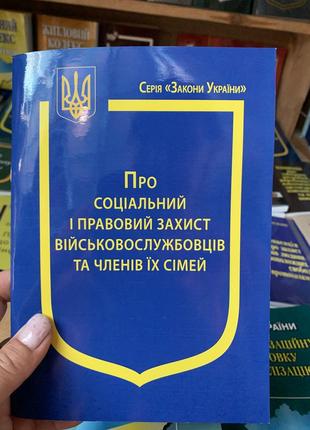 Серія «Закони України»
Про
соціальний
і правовий захист
військовослужбовців
та членів їх сімей